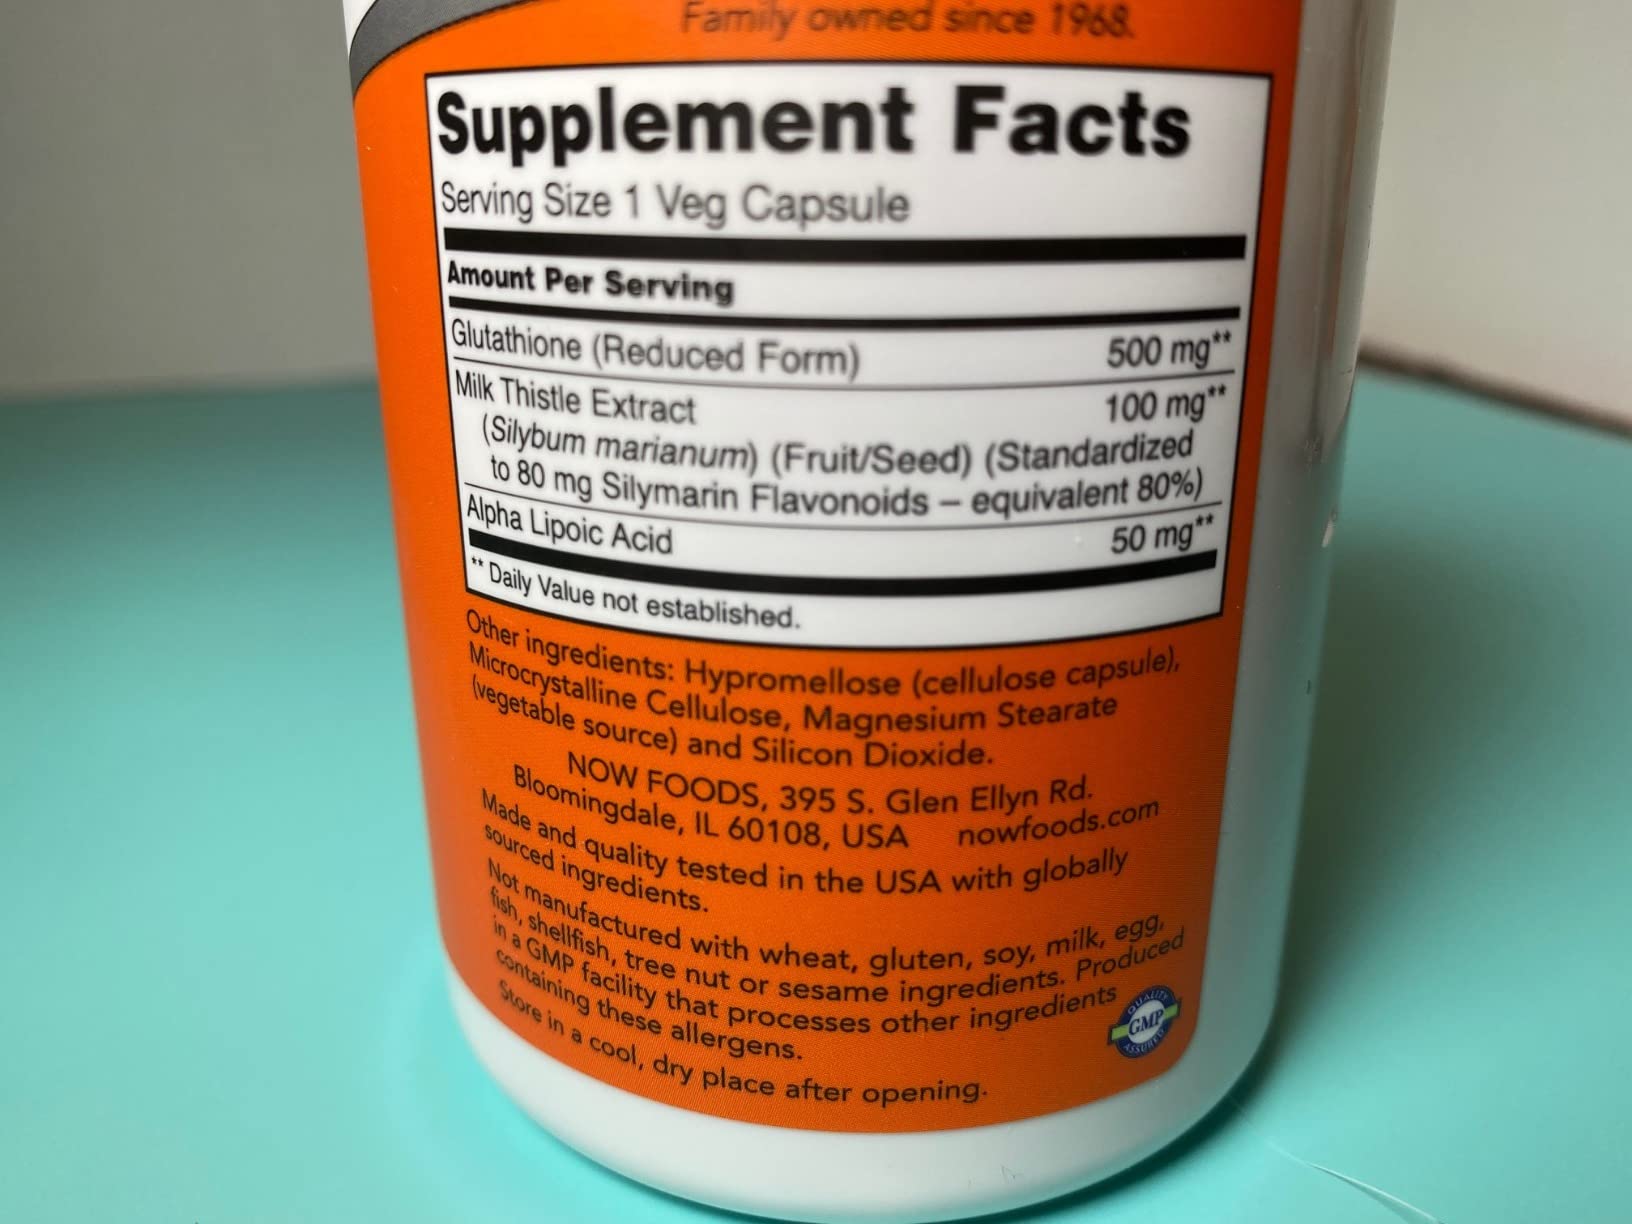 Family owned since 1968.
Supplement Facts
Serving Size 1 Veg Capsule
Amount Per Serving
Glutathione (Reduced Form) 500 mg**
Milk Thistle Extract 100 mg**
(Silybum marianum) (Fruit/Seed) (Standardized
to 80 mg Silymarin Flavonoids – equivalent 80%)
Alpha Lipoic Acid 50 mg**
** Daily Value not established.
Other ingredients: Hypromellose (cellulose capsule),
Microcrystalline Cellulose, Magnesium Stearate
(vegetable source) and Silicon Dioxide.
NOW FOODS, 395 S. Glen Ellyn Rd.
Bloomingdale, IL 60108, USA nowfoods.com
Made and quality tested in the USA with globally
sourced ingredients.
Not manufactured with wheat, gluten, soy, milk, egg,
fish, shellfish, tree nut or sesame ingredients. Produced
in a GMP facility that processes other ingredients
containing these allergens.
Store in a cool, dry place after opening.
QUALITY
GMP
ASSURED